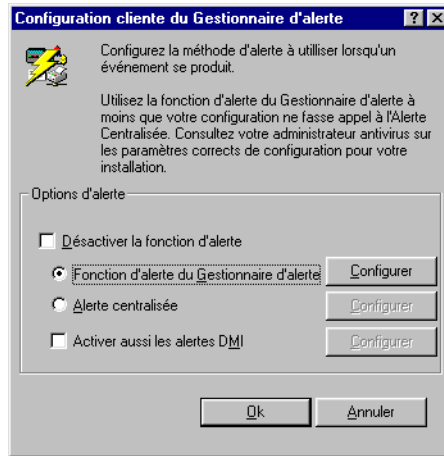 Configuration cliente du Gestionnaire d'alerte
Configurez la méthode d'alerte à utilliser lorsqu'un
événement se produit.
Utilisez la fonction d'alerte du Gestionnaire d'alerte à
moins que votre configuration ne fasse appel à l'Alerte
Centralisée. Consultez votre administrateur antivirus sur
les paramètres corrects de configuration pour votre
installation.
Options d'alerte
Désactiver la fonction d'alerte
Fonction d'alerte du Gestionnaire d'alerte
Configurer
Alerte centralisée
Configurer
Activer aussi les alertes DMI
Configurer
Ok
Annuler